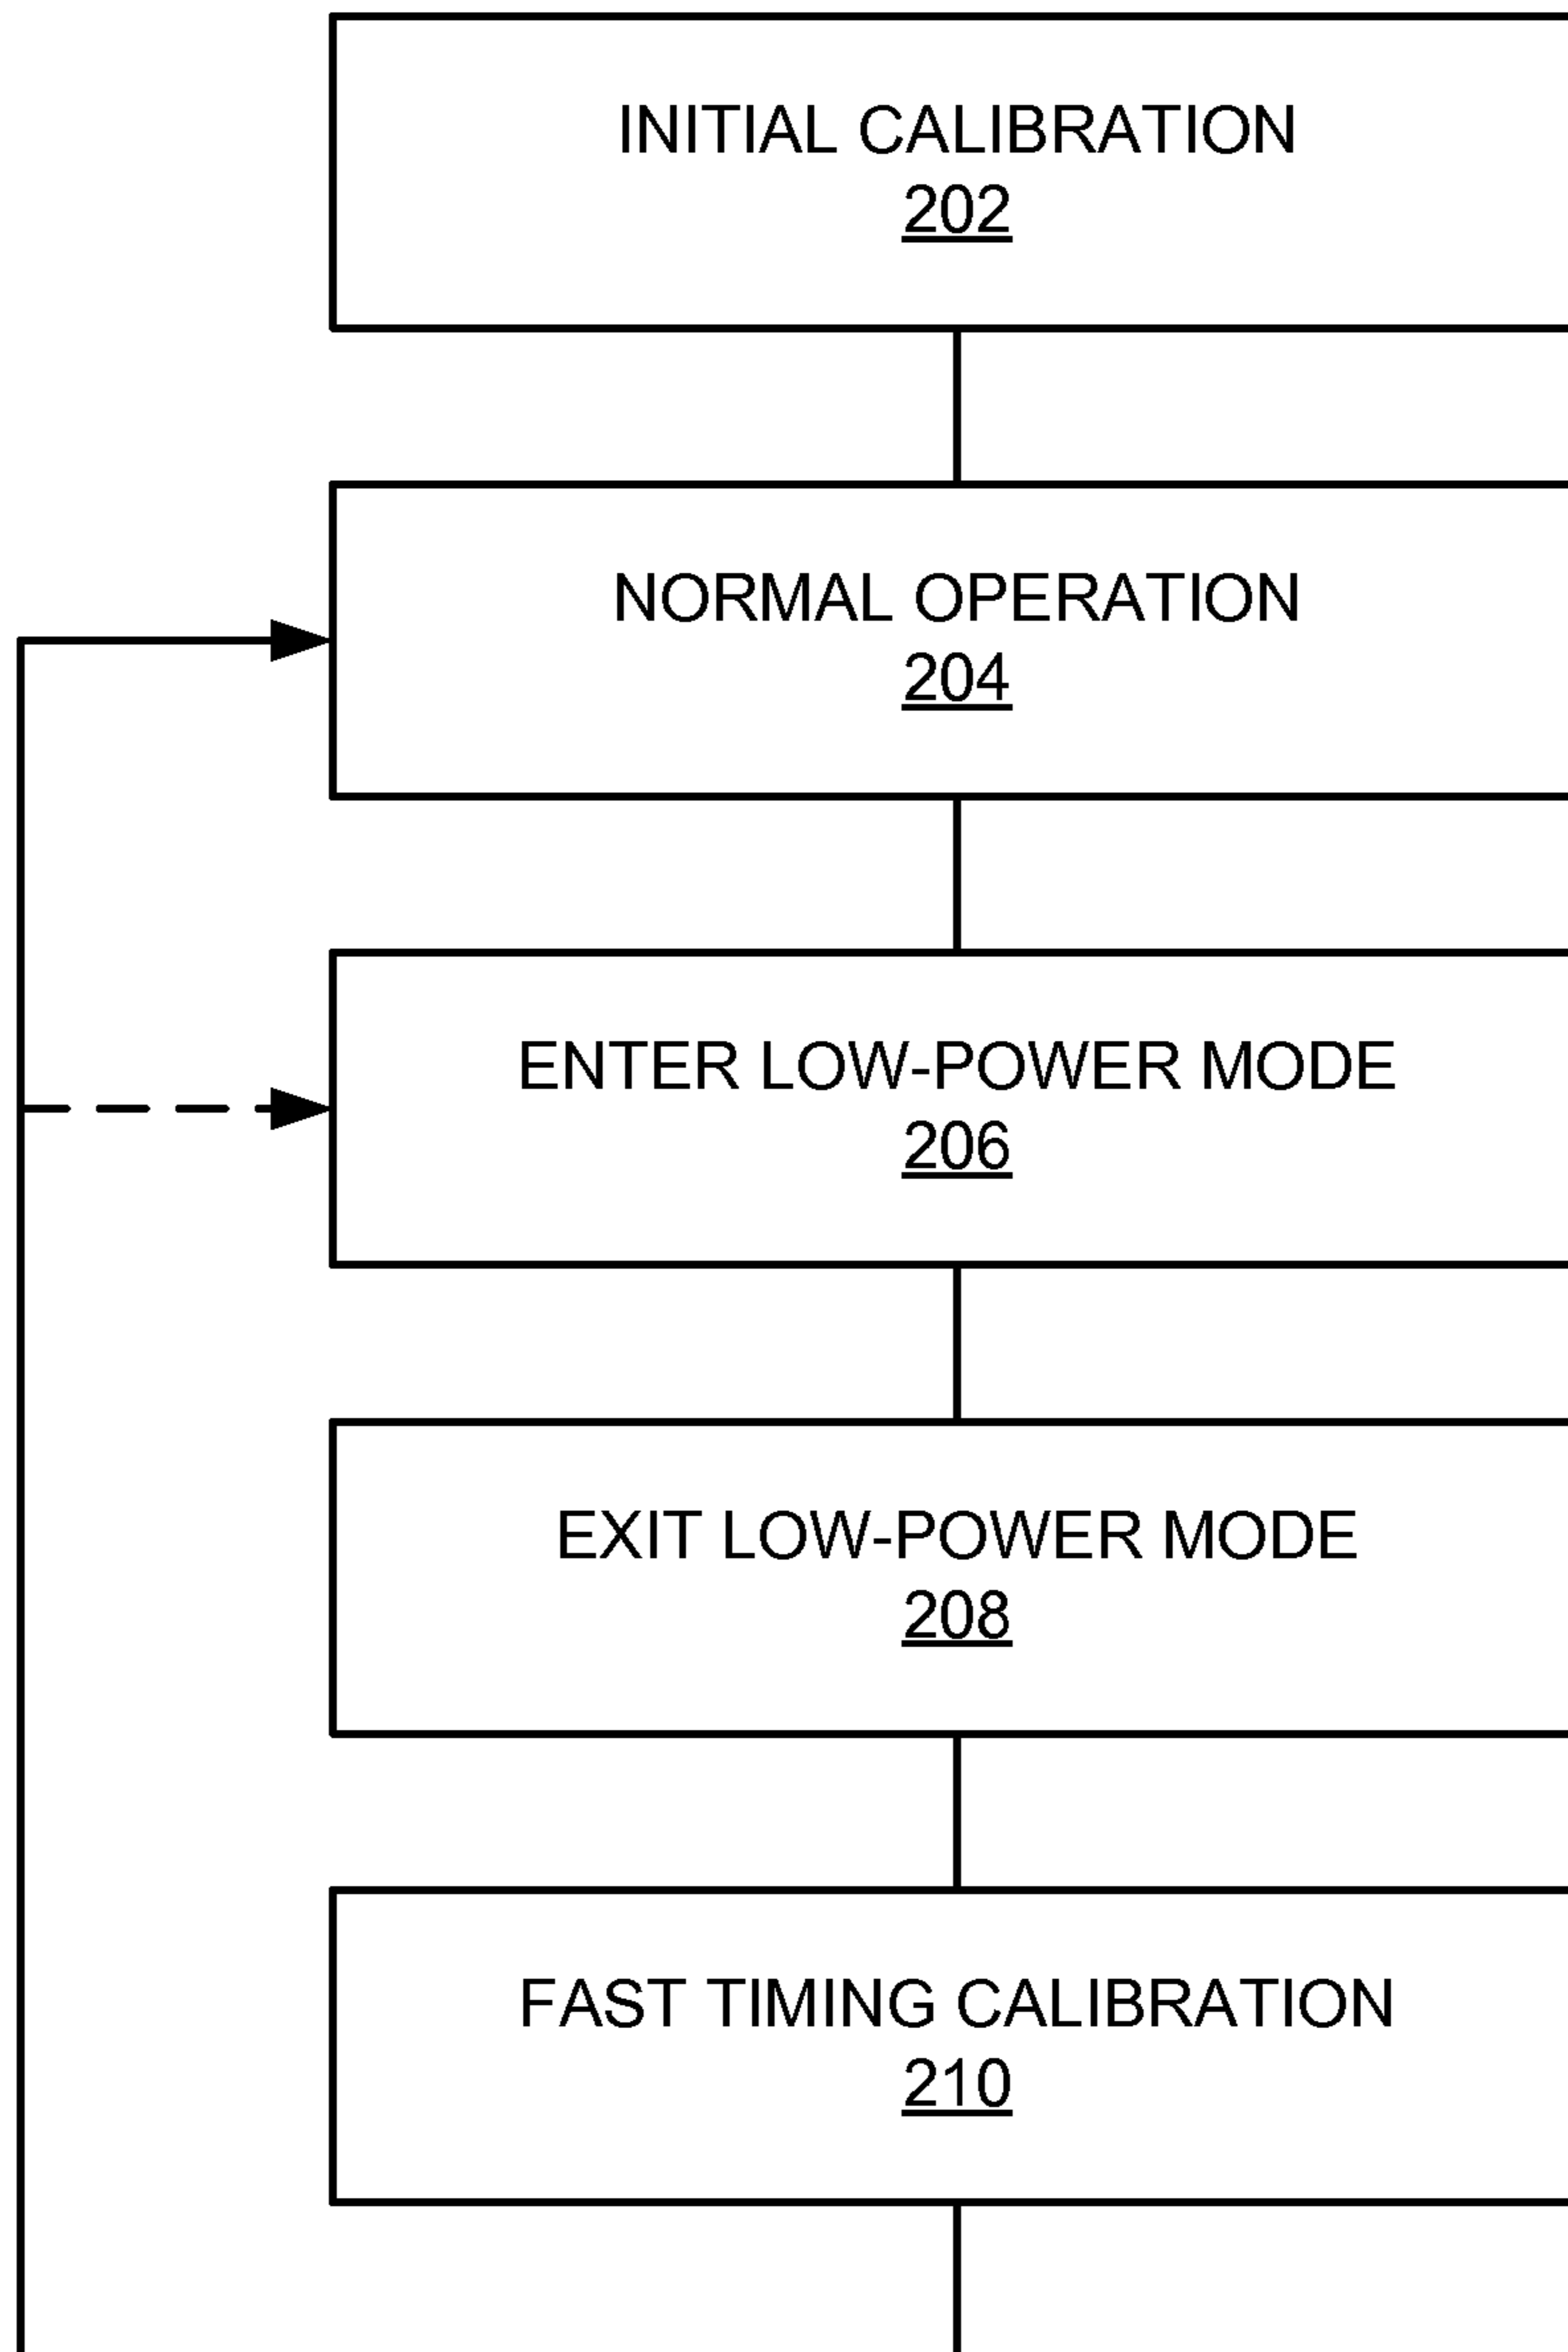 INITIAL CALIBRATION
202
NORMAL OPERATION
204
ENTER LOW-POWER MODE
206
EXIT LOW-POWER MODE
208
FAST TIMING CALIBRATION
210